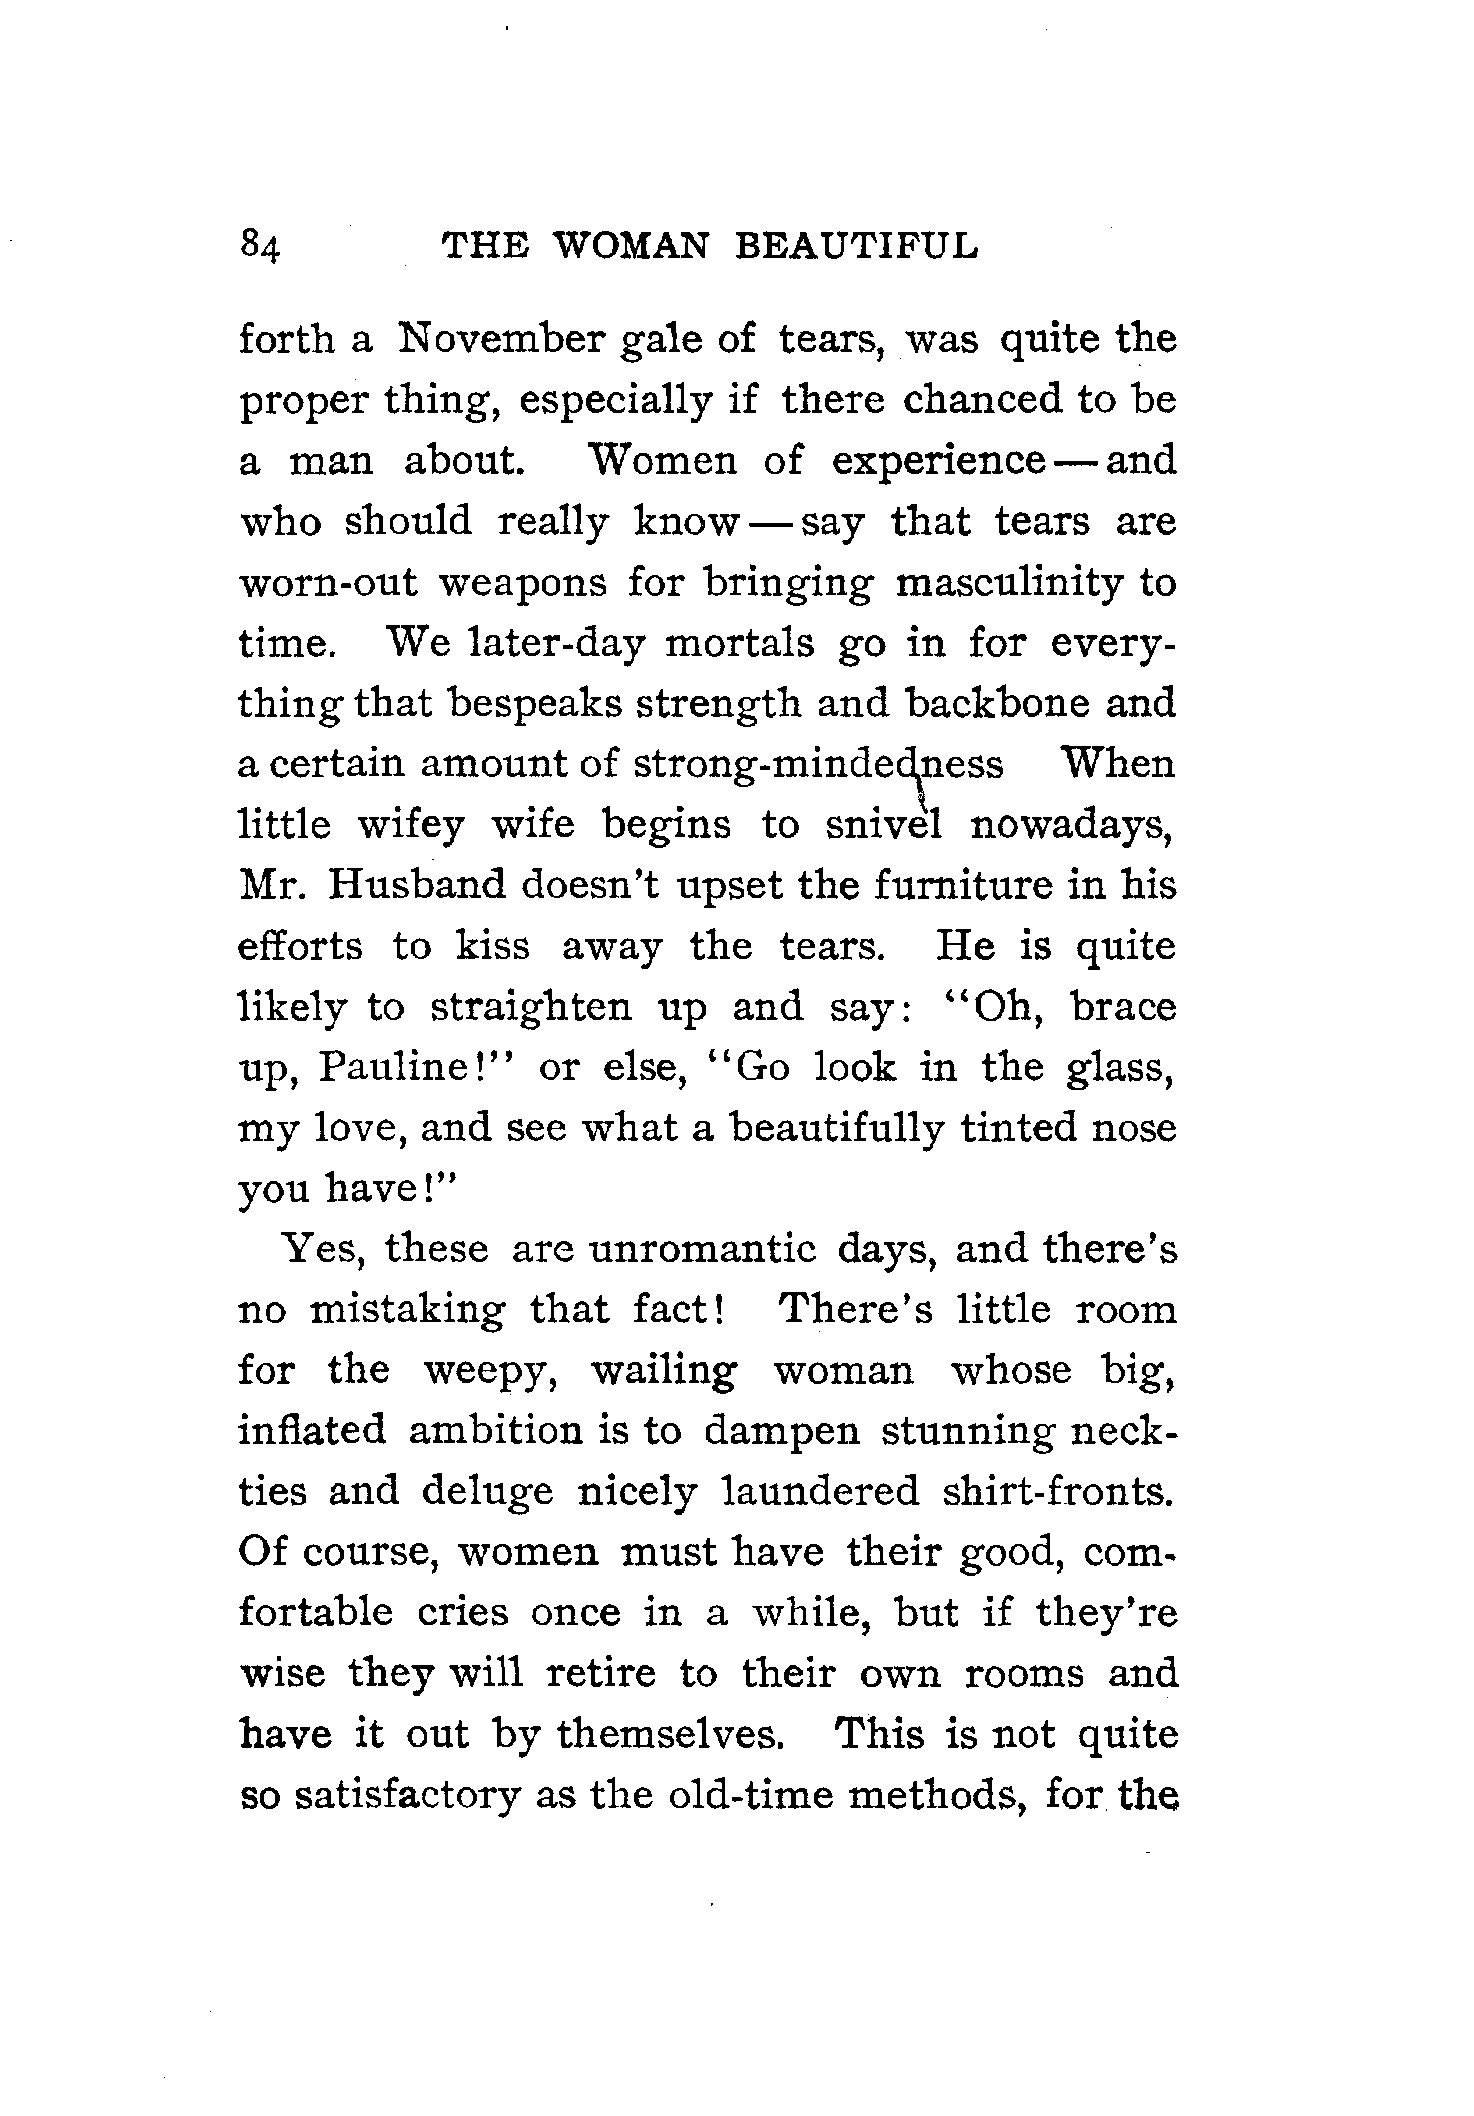 84 THE WOMAN BEAUTIFUL
forth a November gale of tears, was quite the
proper thing, especially if there chanced to be
a man about. Women of experience — and
who should really know — say that tears are
worn-out weapons for bringing masculinity to
time. We later-day mortals go in for every-
thing that bespeaks strength and backbone and
a certain amount of strong-mindedness When
little wifey wife begins to snivel nowadays,
Mr. Husband doesn't upset the furniture in his
efforts to kiss away the tears. He is quite
likely to straighten up and say: “Oh, brace
up, Pauline!” or else, “Go look in the glass,
my love, and see what a beautifully tinted nose
you have!”
Yes, these are unromantic days, and there's
no mistaking that fact! There's little room
for the weepy, wailing woman whose big,
inflated ambition is to dampen stunning neck-
ties and deluge nicely laundered shirt-fronts.
Of course, women must have their good, com-
fortable cries once in a while, but if they're
wise they will retire to their own rooms and
have it out by themselves. This is not quite
so satisfactory as the old-time methods, for the